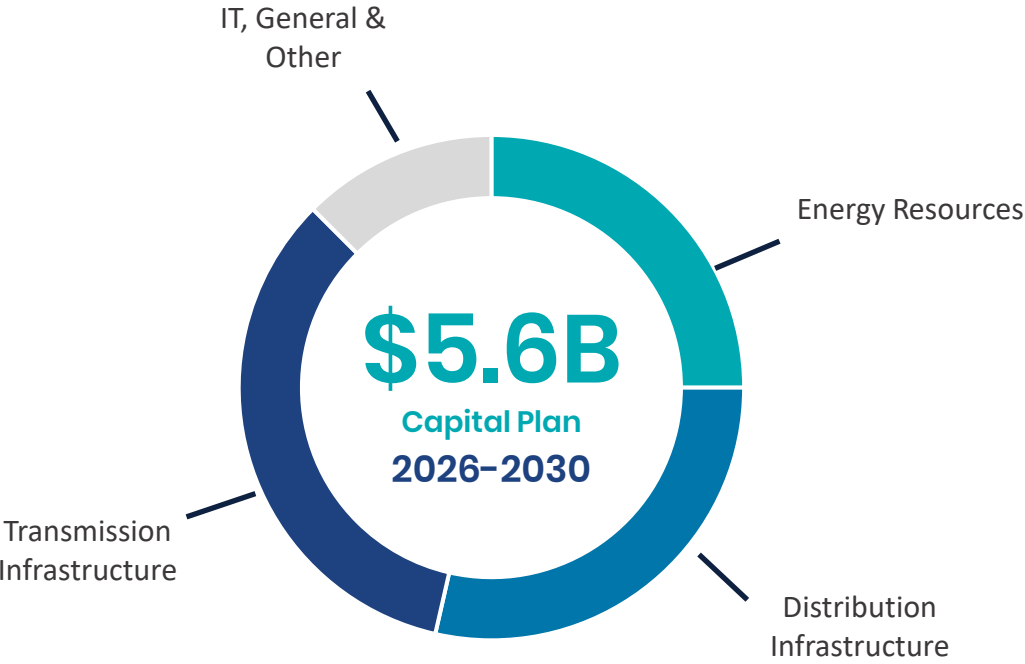 IT, General &
Other
Energy Resources
$5.6B
Capital Plan
2026–2030
Transmission
Infrastructure
Distribution
Infrastructure